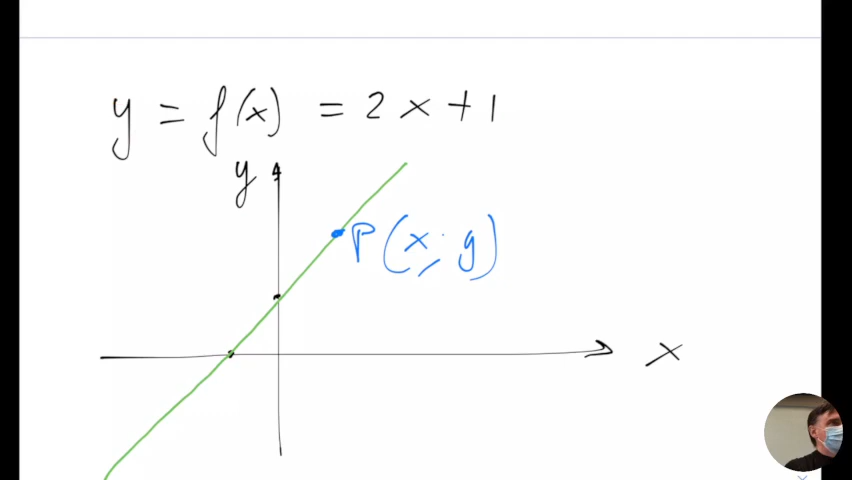 y = f(x) = 2x+1
y
P(x; y)
x